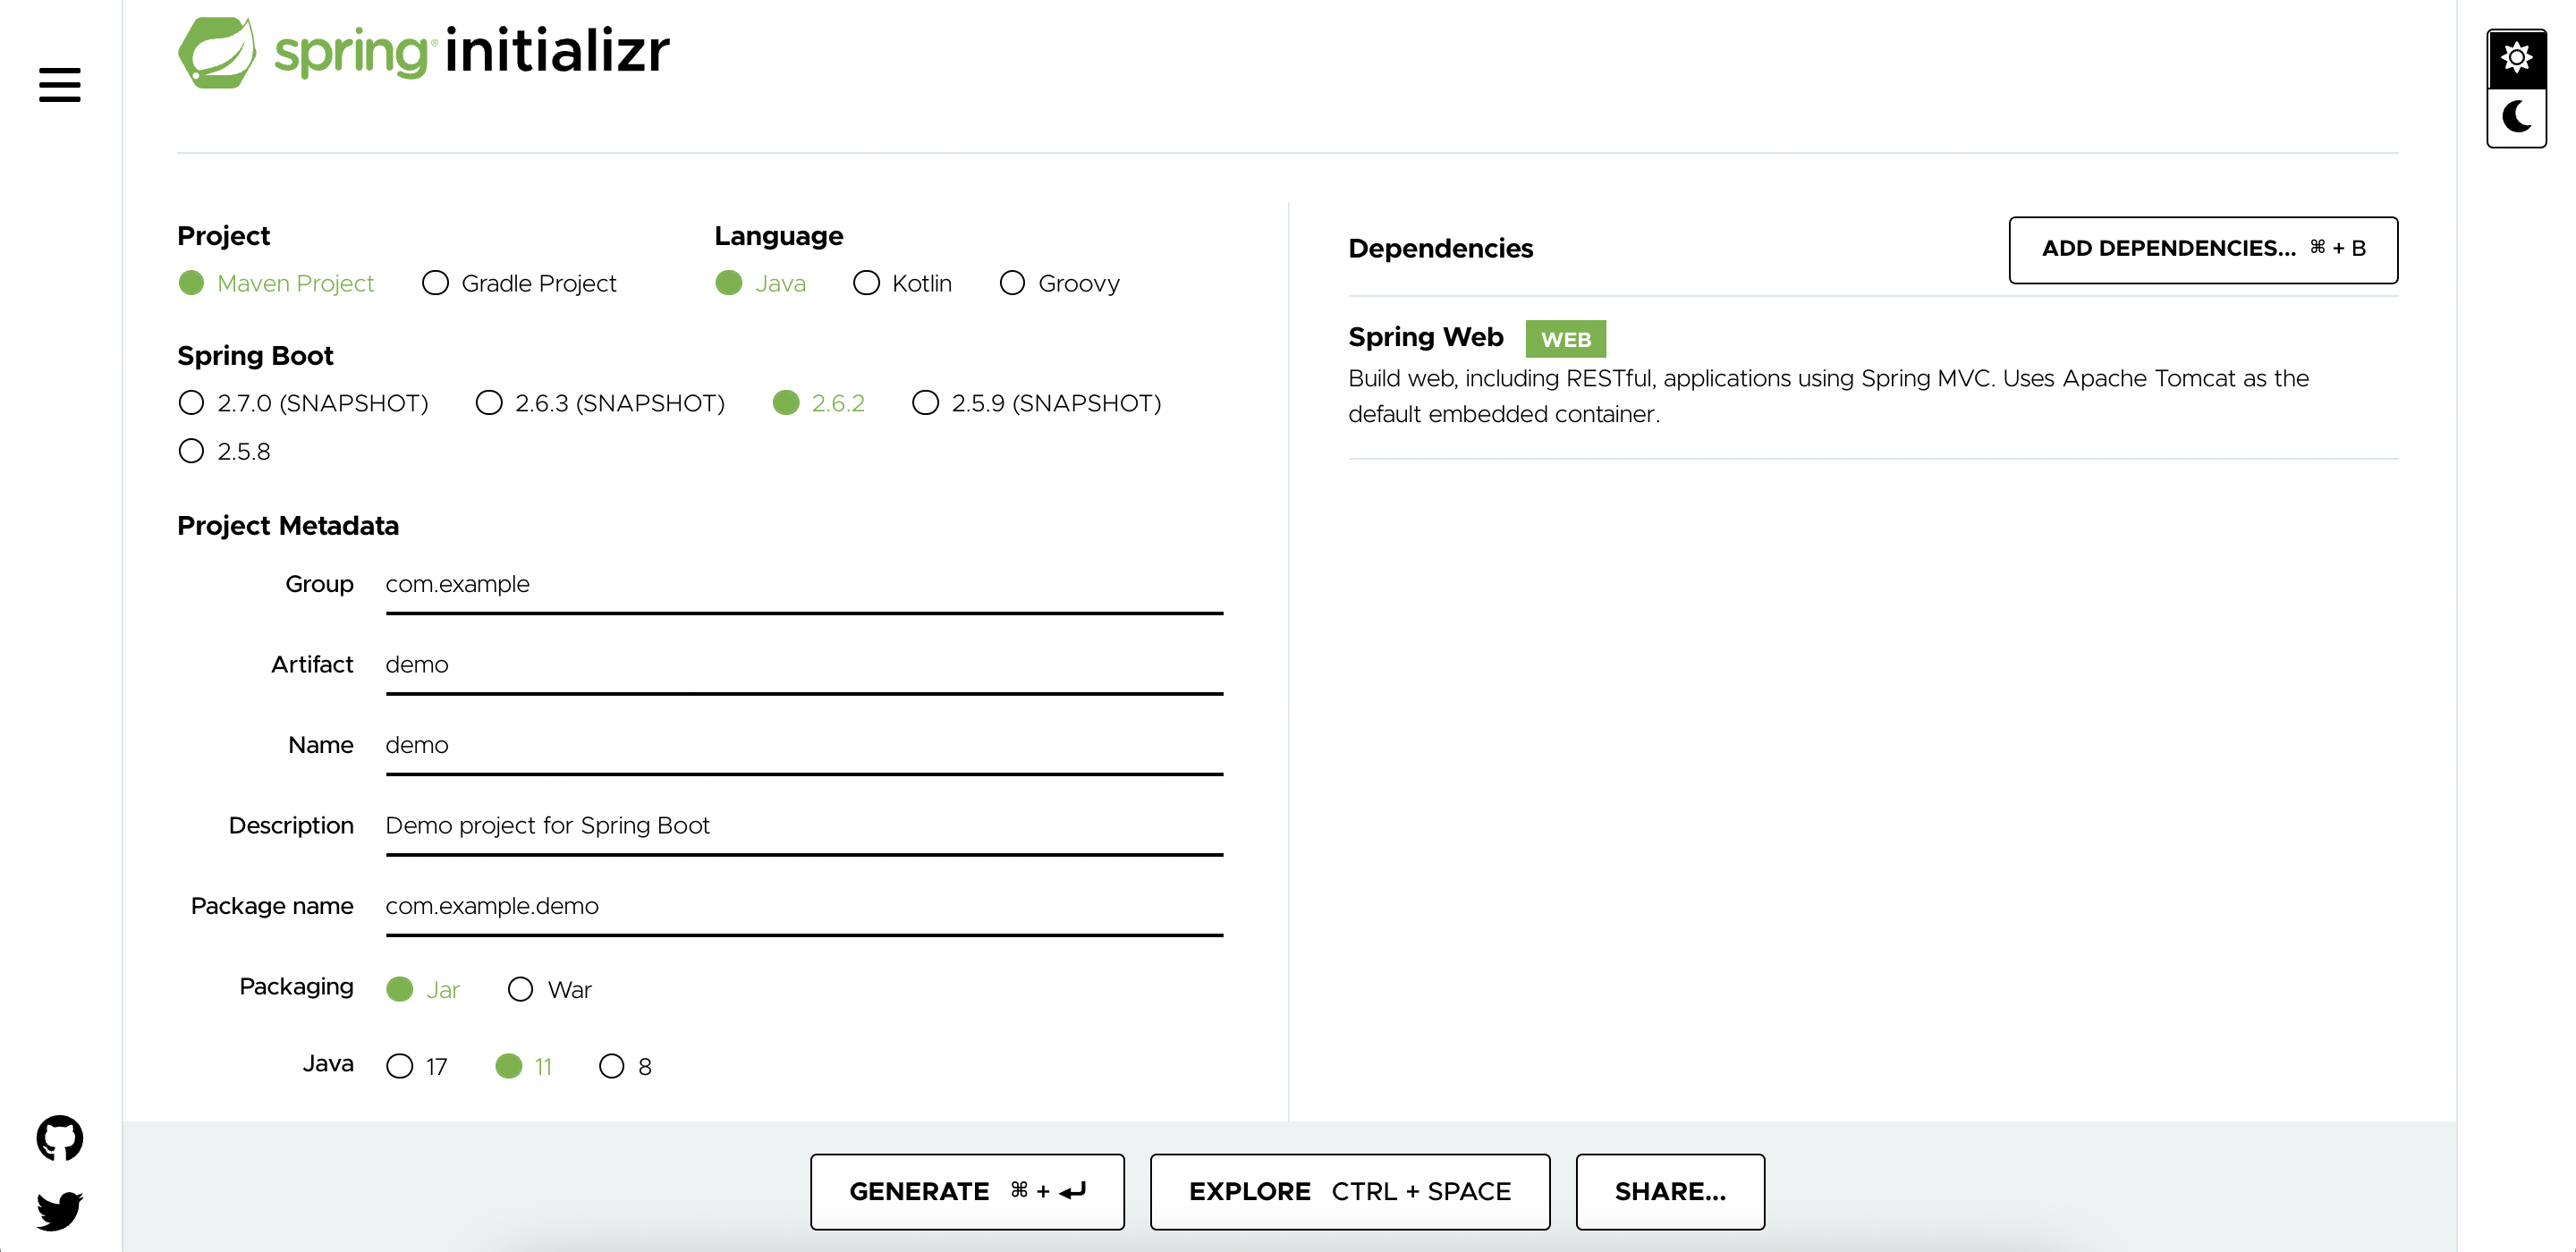 spring initializr
Project
Maven Project Gradle Project
Language
Java Kotlin Groovy
Spring Boot
2.7.0 (SNAPSHOT) 2.6.3 (SNAPSHOT) 2.6.2 2.5.9 (SNAPSHOT)
2.5.8
Project Metadata
Group com.example
Artifact demo
Name demo
Description Demo project for Spring Boot
Package name com.example.demo
Packaging Jar War
Java 17 11 8
Dependencies
ADD DEPENDENCIES... ⌘ + B
Spring Web WEB
Build web, including RESTful, applications using Spring MVC. Uses Apache Tomcat as the
default embedded container.
GENERATE ⌘ + ⏎
EXPLORE CTRL + SPACE
SHARE...